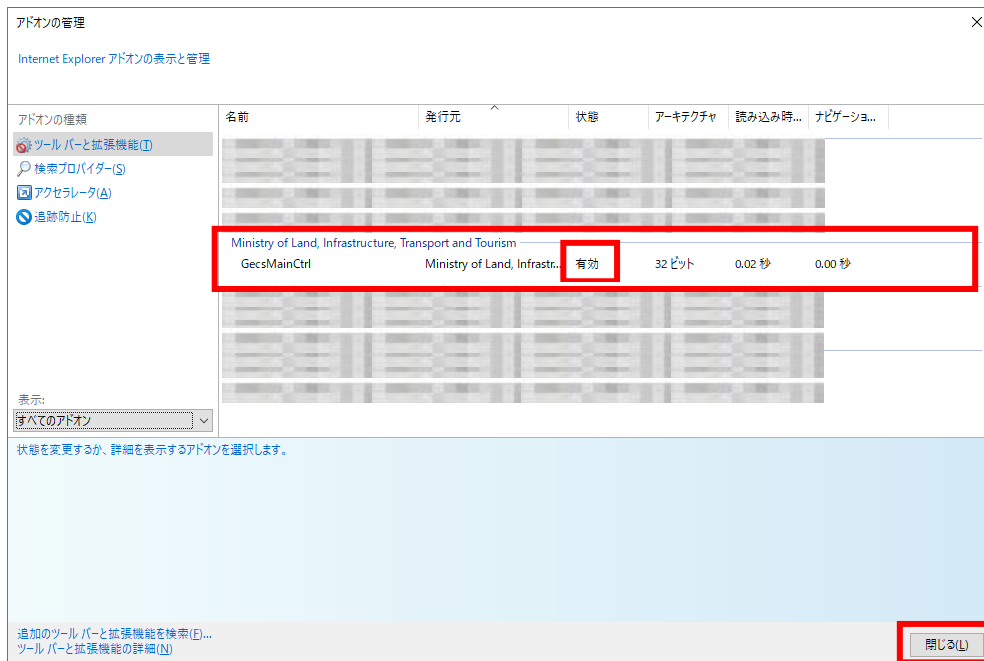 アドオンの管理
Internet Explorer アドオンの表示と管理
アドオンの種類
ツール バーと拡張機能(T)
検索プロバイダー(S)
アクセラレータ(A)
追跡防止(K)
名前 発行元 状態 アーキテクチャ 読み込み時... ナビゲーショ...
Ministry of Land, Infrastructure, Transport and Tourism
GecsMainCtrl Ministry of Land, Infrastr... 有効 32 ビット 0.02 秒 0.00 秒
表示:
すべてのアドオン
状態を変更するか、詳細を表示するアドオンを選択します。
追加のツール バーと拡張機能を検索(F)...
ツール バーと拡張機能の詳細(N)
閉じる(L)